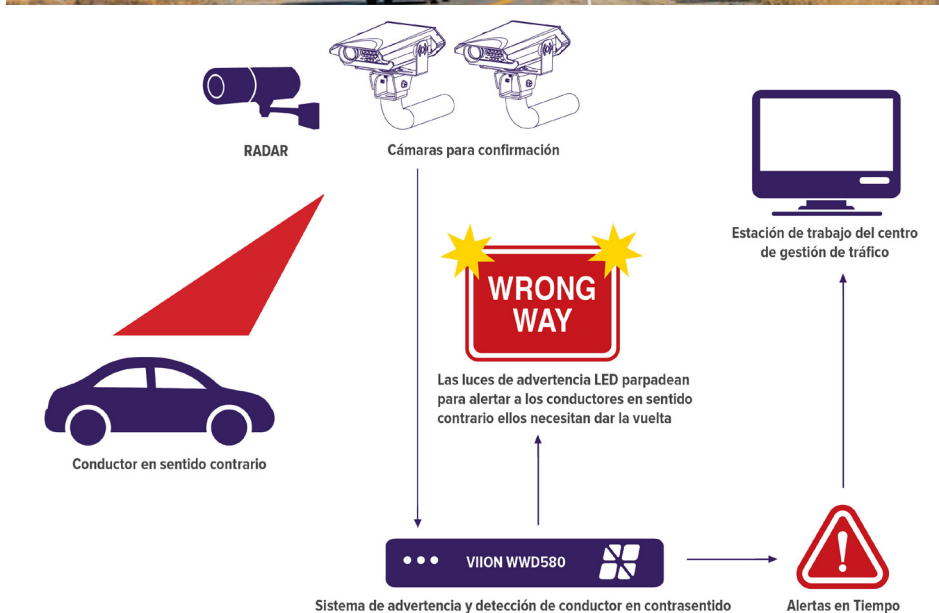 RADAR
Cámaras para confirmación
Estación de trabajo del centro
de gestión de tráfico
WRONG
WAY
Las luces de advertencia LED parpadean
para alertar a los conductores en sentido
contrario ellos necesitan dar la vuelta
Conductor en sentido contrario
VIION WWD580
Sistema de advertencia y detección de conductor en contrasentido
Alertas en Tiempo